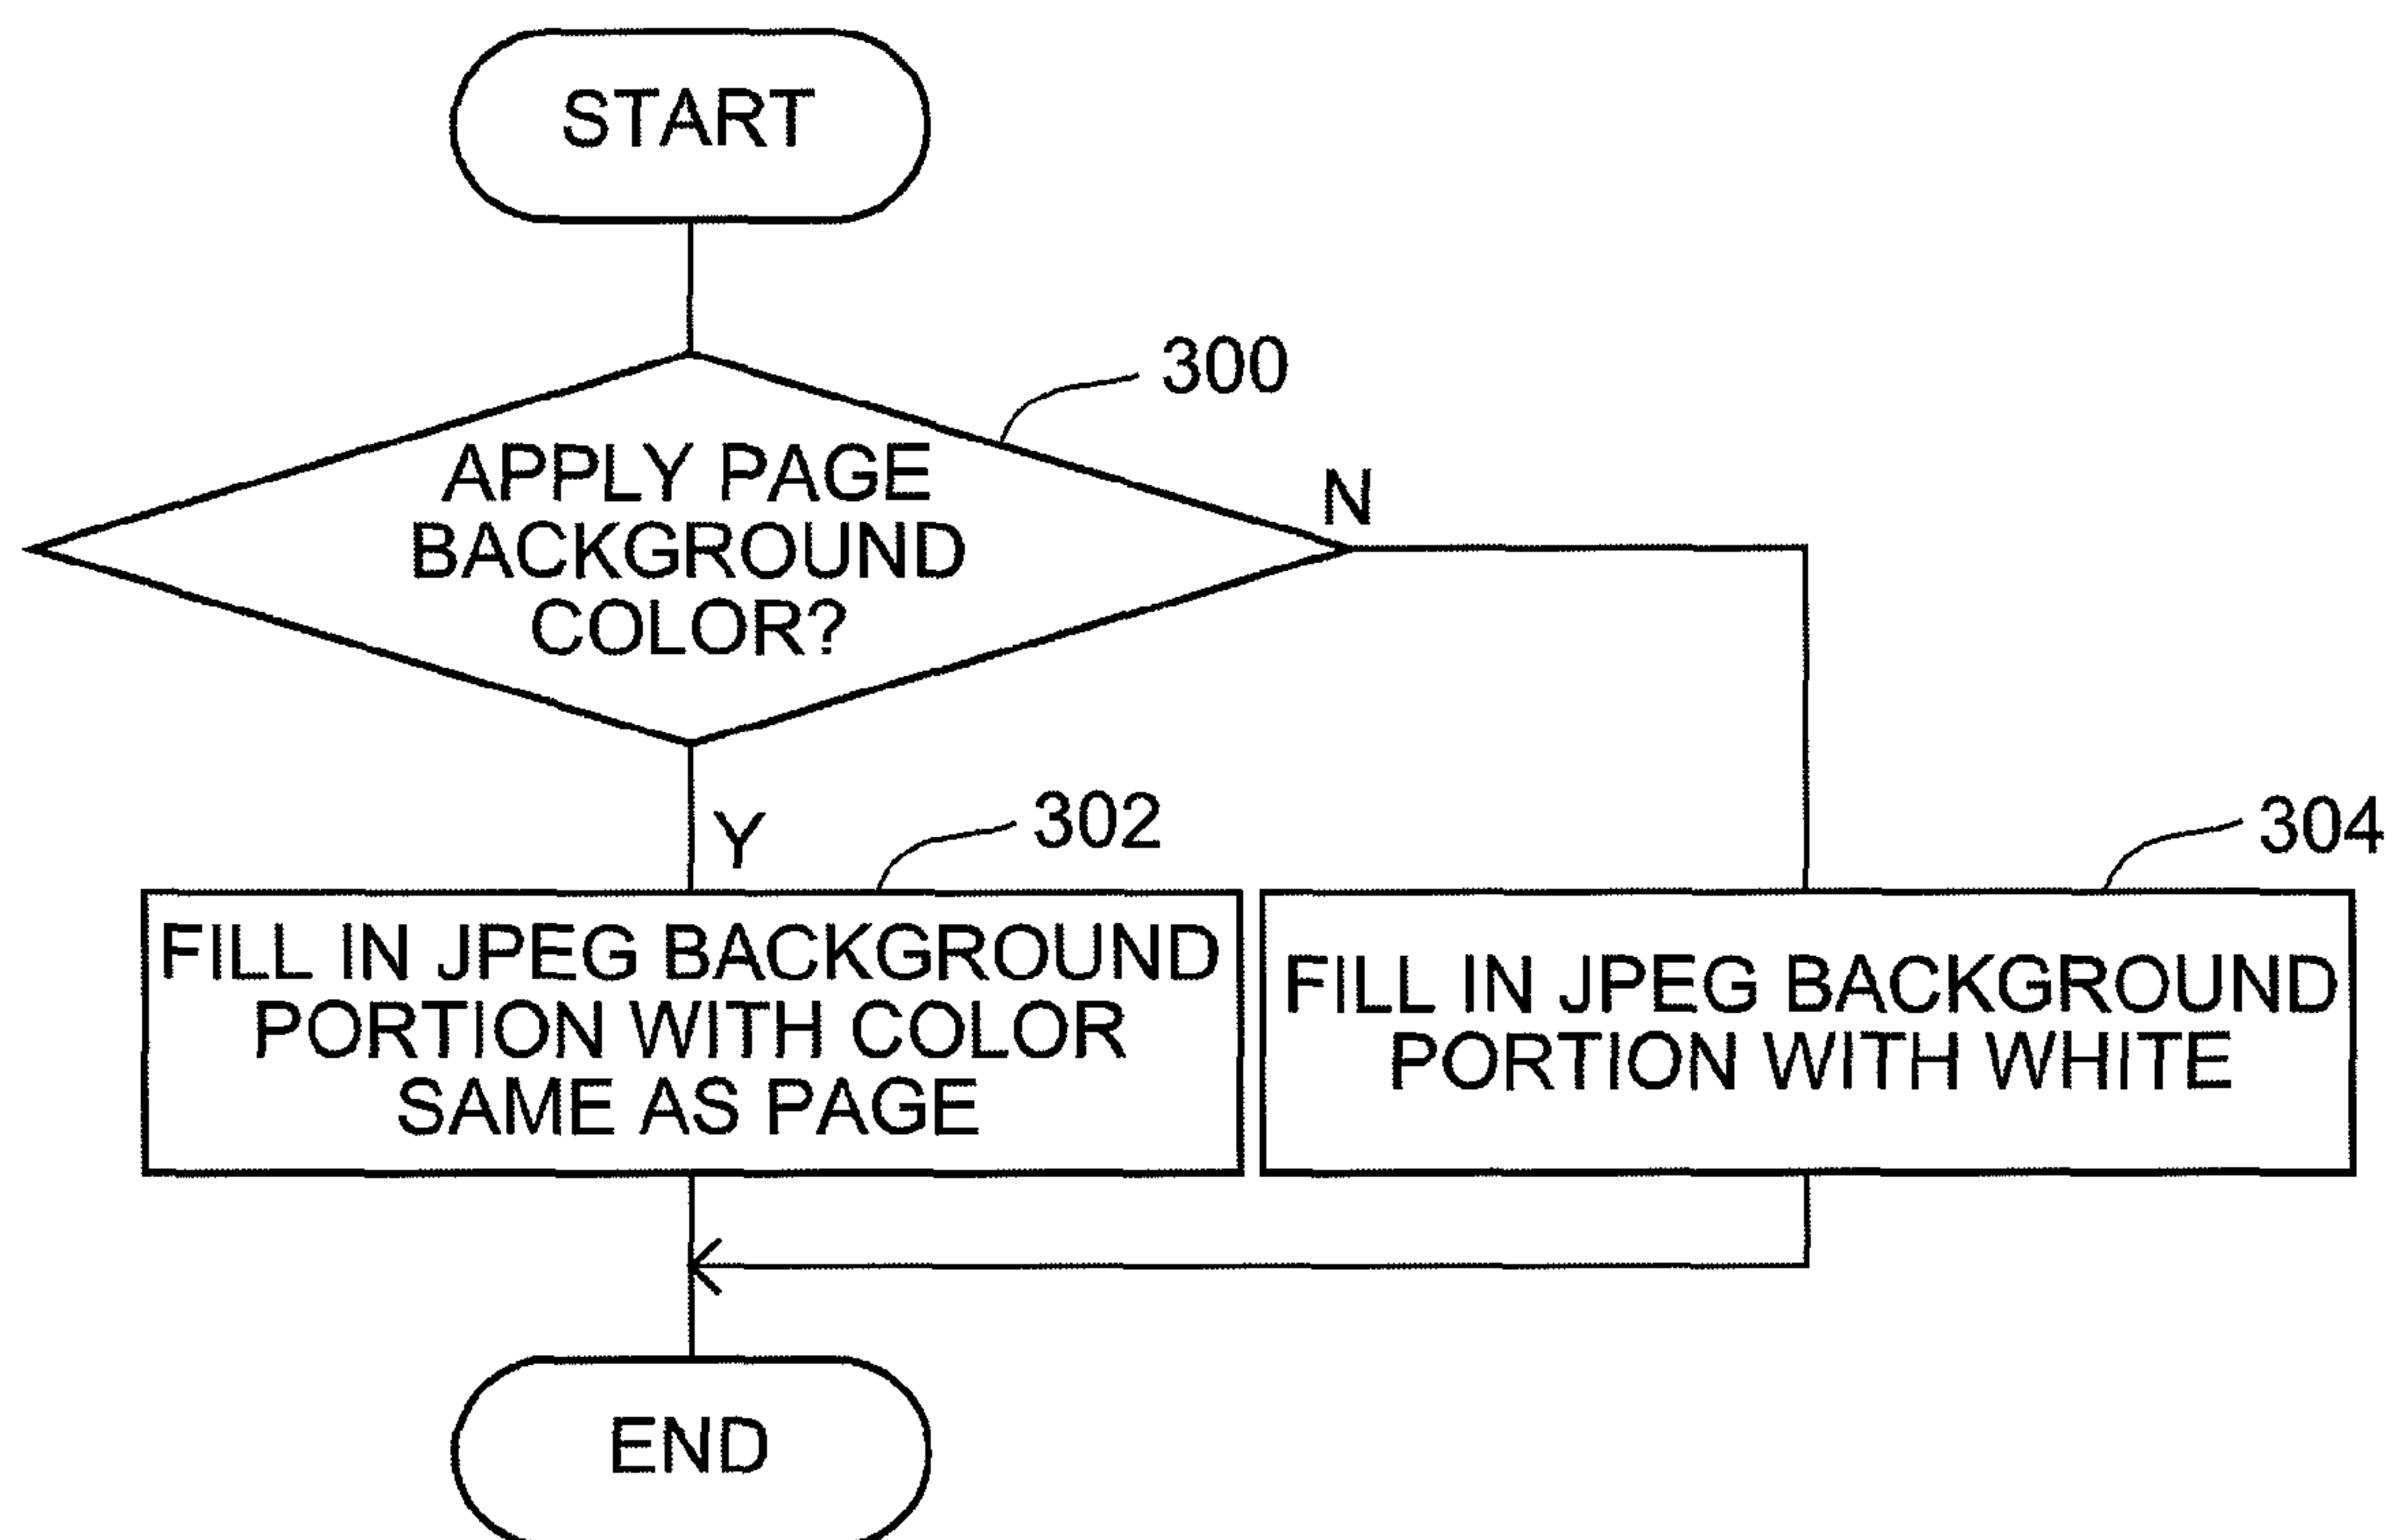 START
300
APPLY PAGE
BACKGROUND
COLOR?
N
Y
302
304
FILL IN JPEG BACKGROUND
PORTION WITH COLOR
SAME AS PAGE
FILL IN JPEG BACKGROUND
PORTION WITH WHITE
END